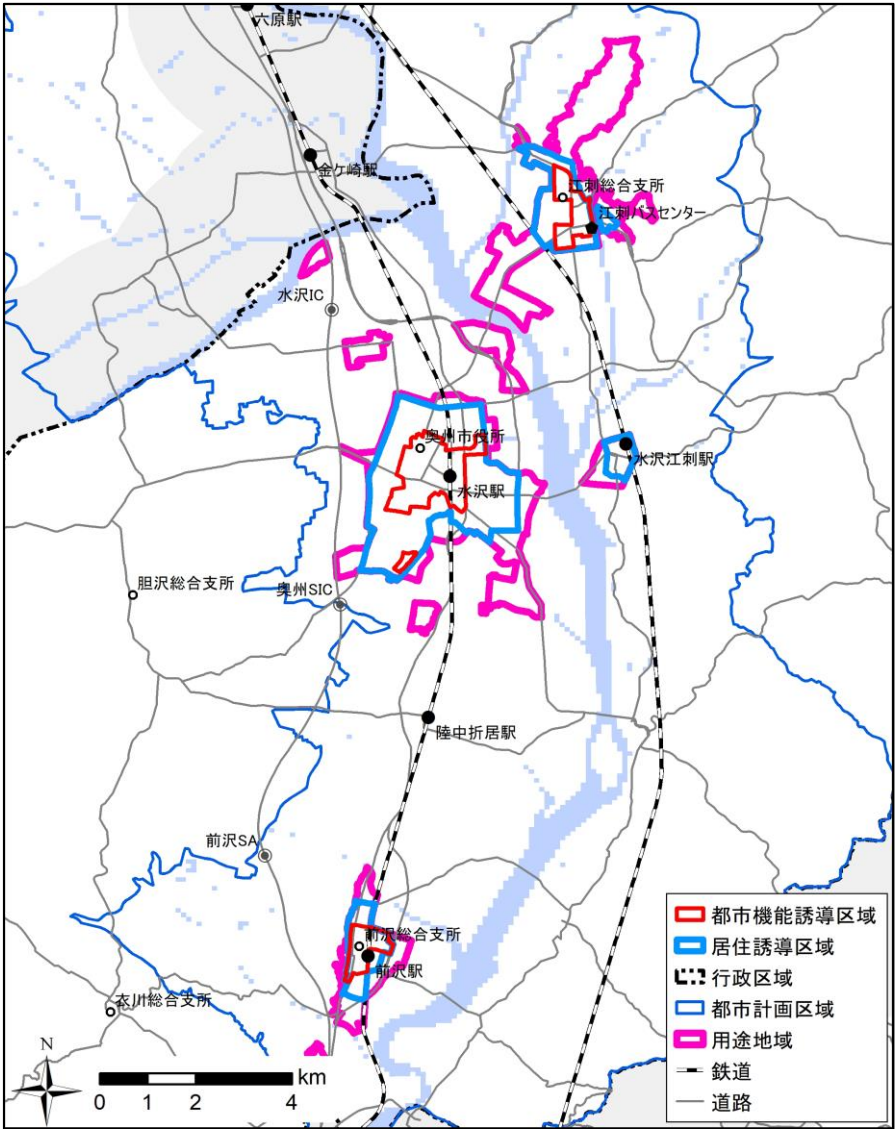 六原駅
金ケ崎駅
江刺総合支所
江刺バスセンター
水沢IC
奥州市役所
水沢江刺駅
水沢駅
胆沢総合支所
奥州SIC
陸中折居駅
前沢SA
前沢総合支所
前沢駅
衣川総合支所
都市機能誘導区域
居住誘導区域
行政区域
都市計画区域
用途地域
鉄道
道路
N
km
0 1 2 4